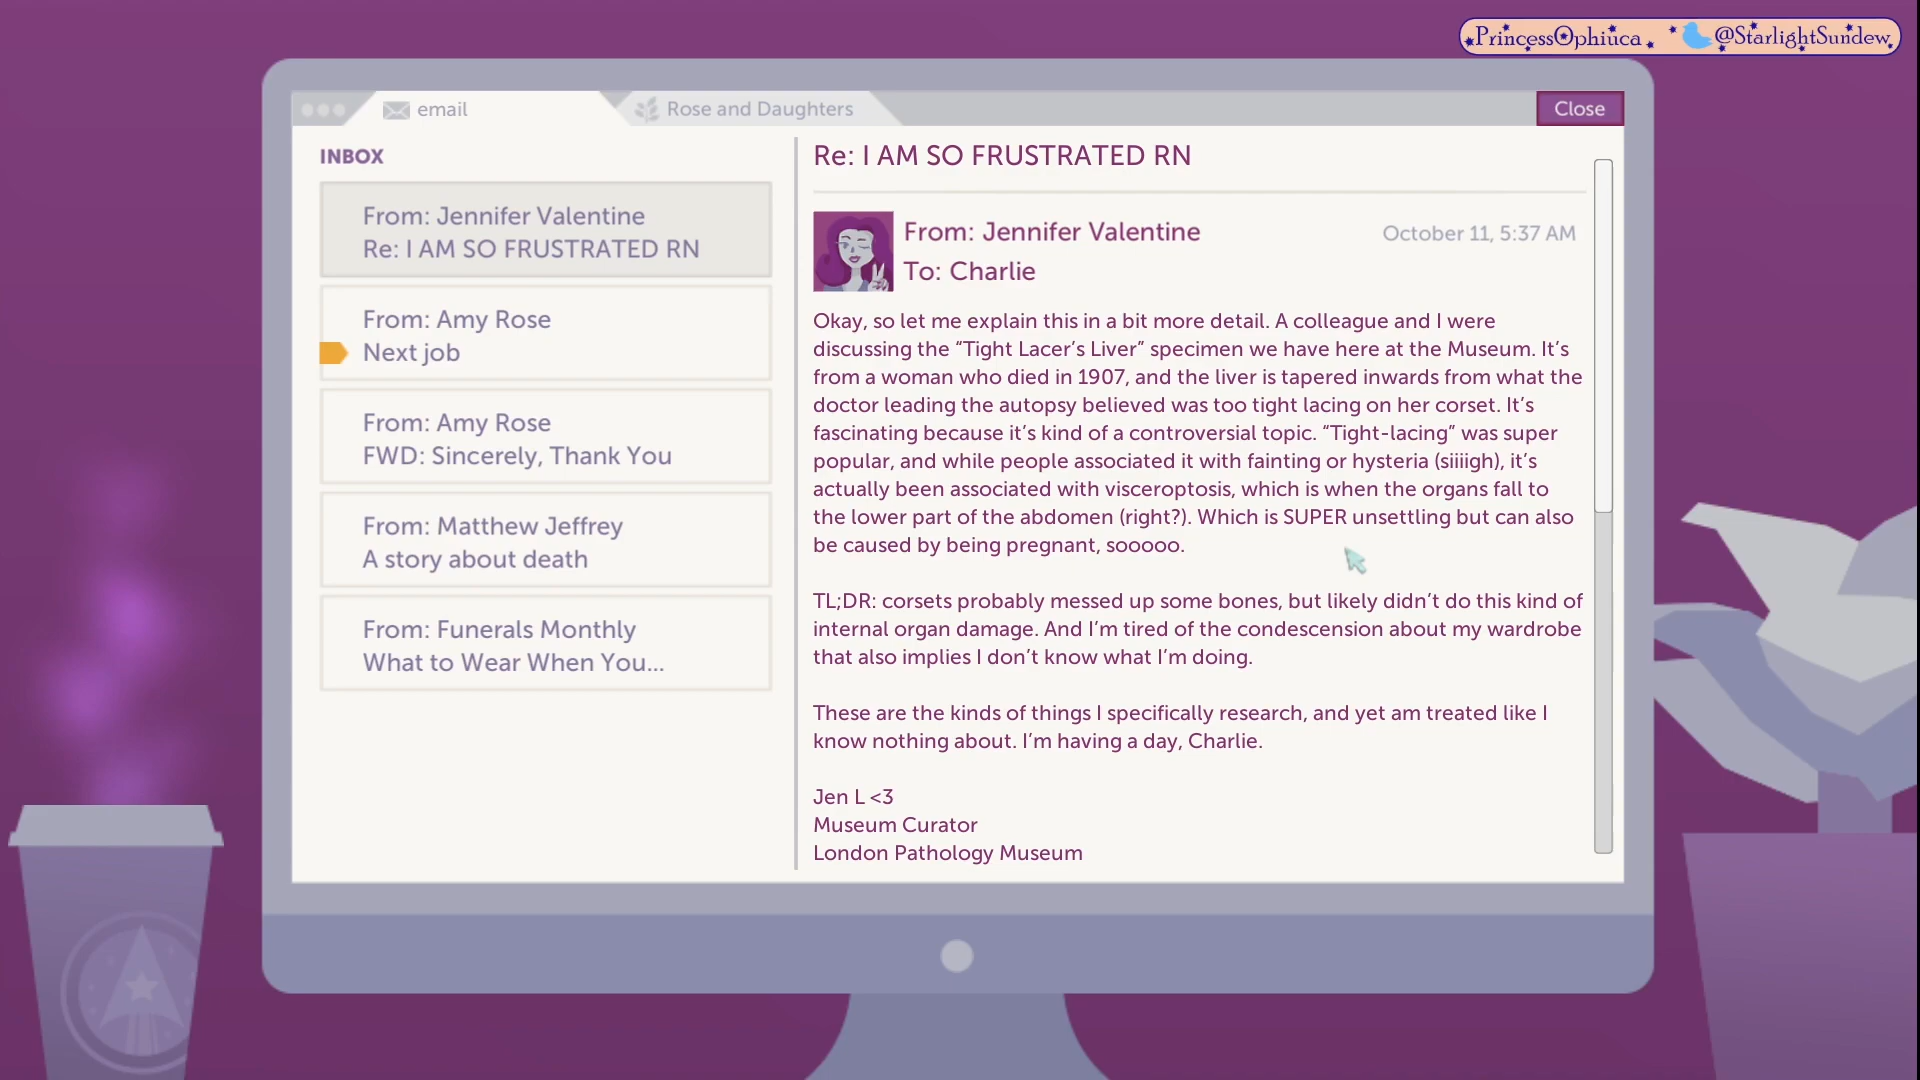 PrincessOphiuca @StarlightSundew
email
Rose and Daughters
Close
INBOX
From: Jennifer Valentine
Re: I AM SO FRUSTRATED RN
From: Amy Rose
Next job
From: Amy Rose
FWD: Sincerely, Thank You
From: Matthew Jeffrey
A story about death
From: Funerals Monthly
What to Wear When You...
Re: I AM SO FRUSTRATED RN
From: Jennifer Valentine
October 11, 5:37 AM
To: Charlie
Okay, so let me explain this in a bit more detail. A colleague and I were
discussing the “Tight Lacer’s Liver” specimen we have here at the Museum. It’s
from a woman who died in 1907, and the liver is tapered inwards from what the
doctor leading the autopsy believed was too tight lacing on her corset. It’s
fascinating because it’s kind of a controversial topic. “Tight-lacing” was super
popular, and while people associated it with fainting or hysteria (siiiigh), it’s
actually been associated with visceroptosis, which is when the organs fall to
the lower part of the abdomen (right?). Which is SUPER unsettling but can also
be caused by being pregnant, sooooo.
TL;DR: corsets probably messed up some bones, but likely didn’t do this kind of
internal organ damage. And I’m tired of the condescension about my wardrobe
that also implies I don’t know what I’m doing.
These are the kinds of things I specifically research, and yet am treated like I
know nothing about. I’m having a day, Charlie.
Jen L <3
Museum Curator
London Pathology Museum